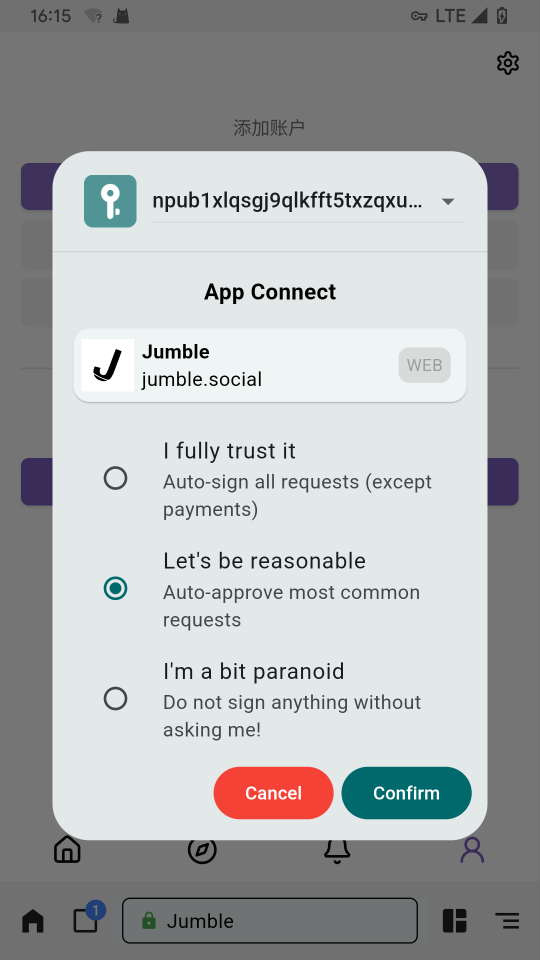 16:15
LTE
添加账户
npub1xlqsgj9qlkfft5txzqxu...
App Connect
Jumble
jumble.social
WEB
I fully trust it
Auto-sign all requests (except
payments)
Let's be reasonable
Auto-approve most common
requests
I'm a bit paranoid
Do not sign anything without
asking me!
Cancel
Confirm
1
Jumble